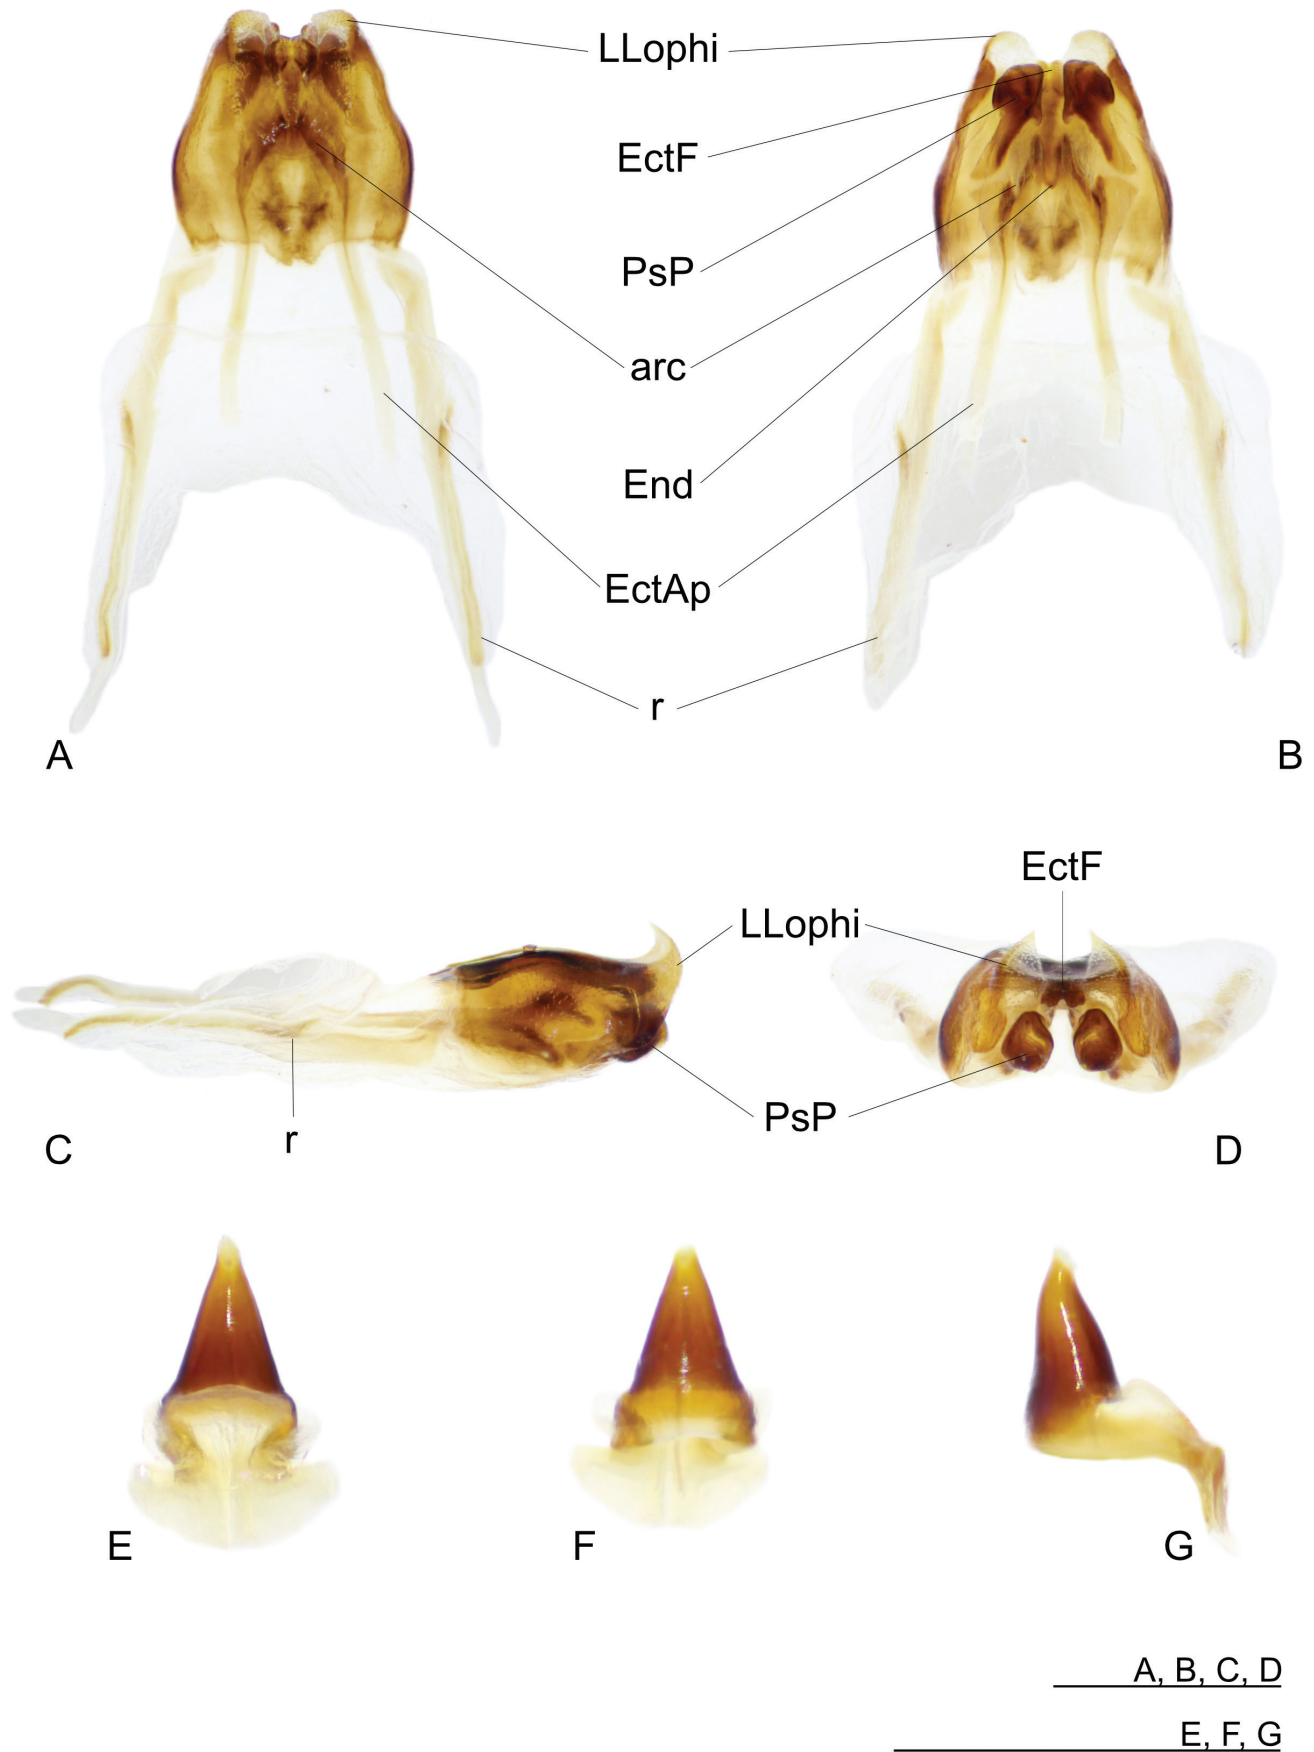 LLophi
EctF
PsP
arc
End
EctAp
r
A
B
EctF
LLophi
PsP
r
C
D
E
F
G
A, B, C, D
E, F, G